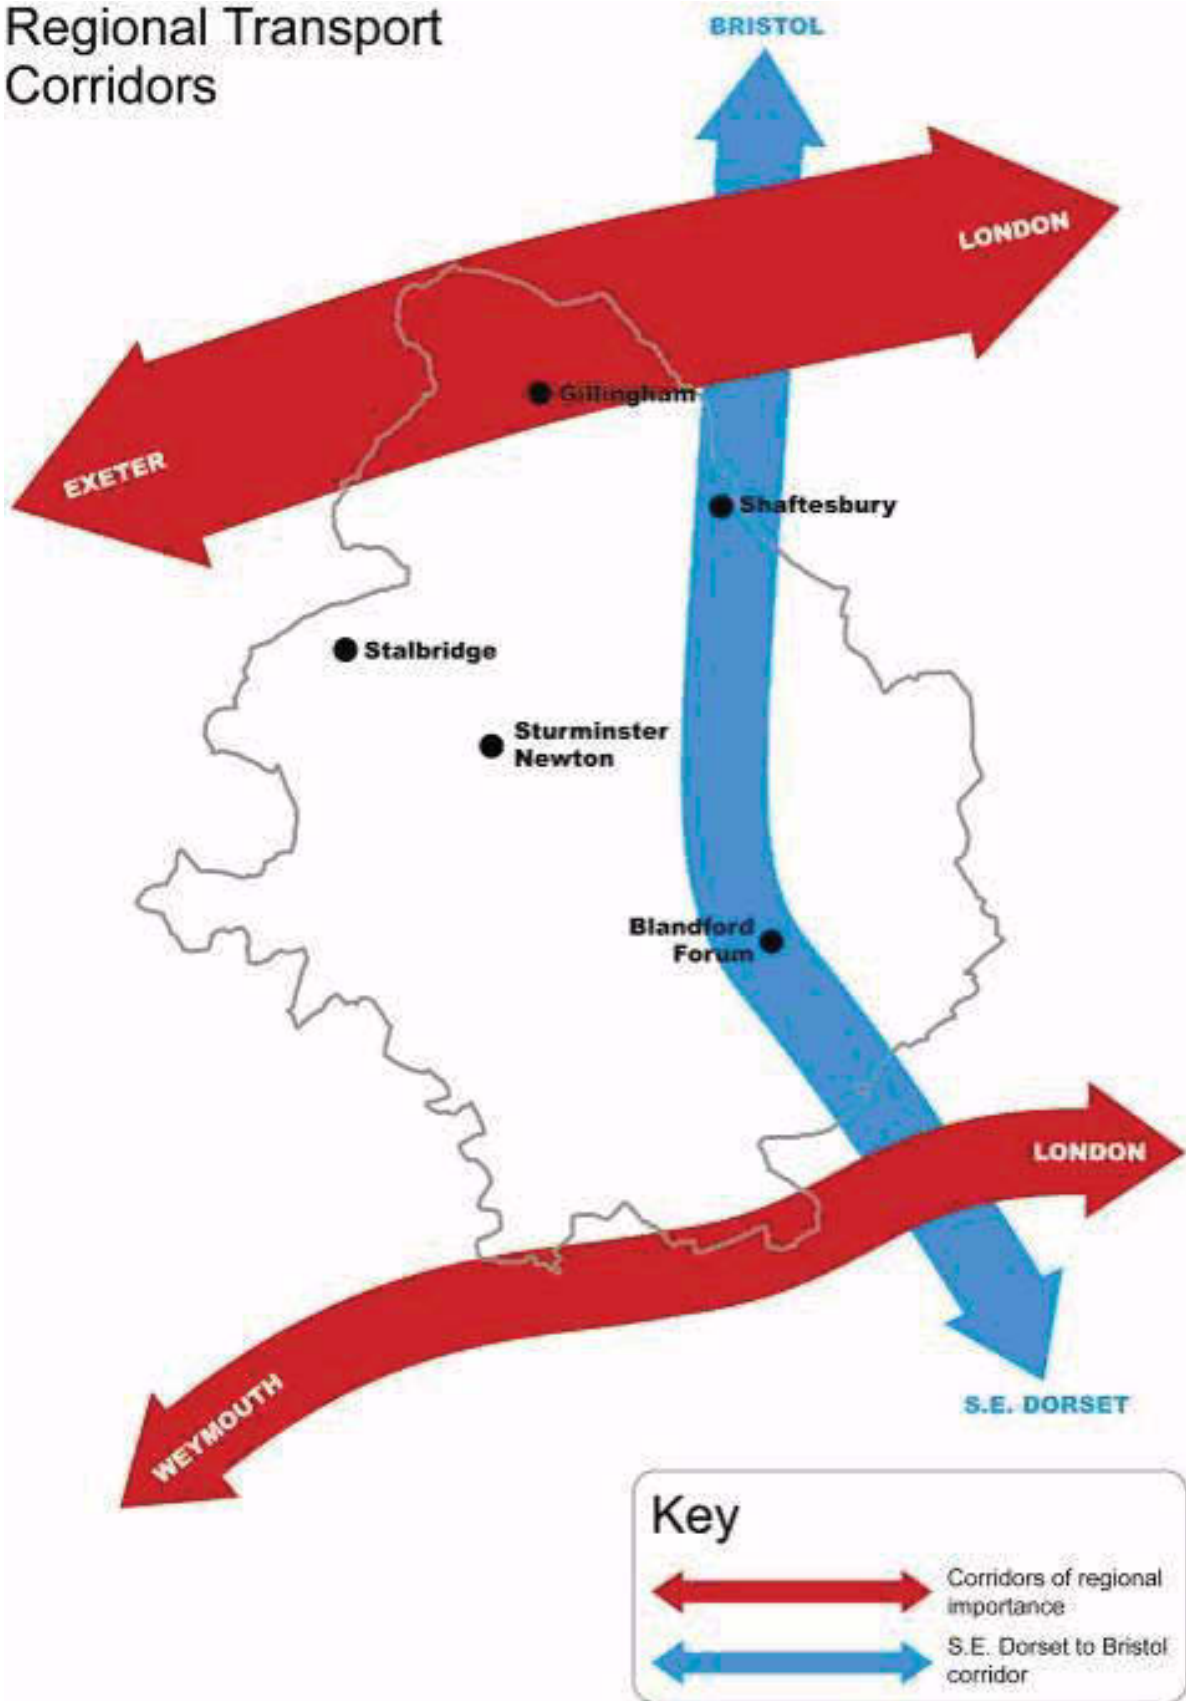 Regional Transport
Corridors
BRISTOL
LONDON
EXETER
Gillingham
Shaftesbury
Stalbridge
Sturminster
Newton
Blandford
Forum
LONDON
WEYMOUTH
S.E. DORSET
Key
Corridors of regional
importance
S.E. Dorset to Bristol
corridor